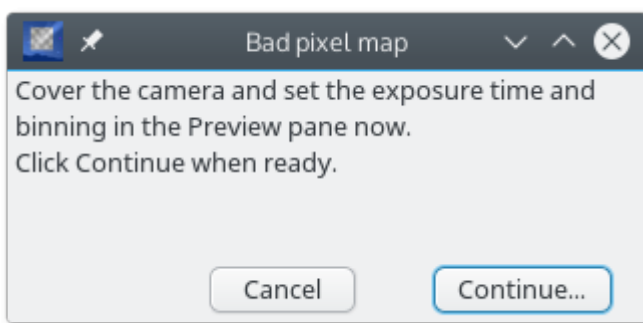 Bad pixel map
Cover the camera and set the exposure time and
binning in the Preview pane now.
Click Continue when ready.
Cancel
Continue...